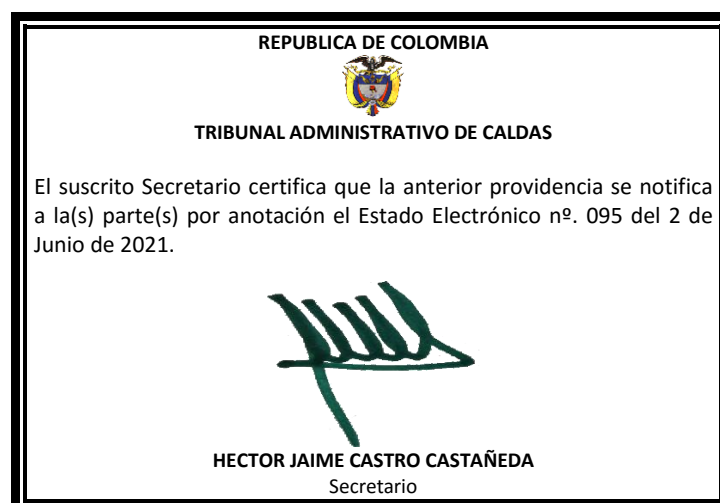 REPUBLICA DE COLOMBIA
TRIBUNAL ADMINISTRATIVO DE CALDAS
El suscrito Secretario certifica que la anterior providencia se notifica
a la(s) parte(s) por anotación el Estado Electrónico nº. 095 del 2 de
Junio de 2021.
HECTOR JAIME CASTRO CASTAÑEDA
Secretario